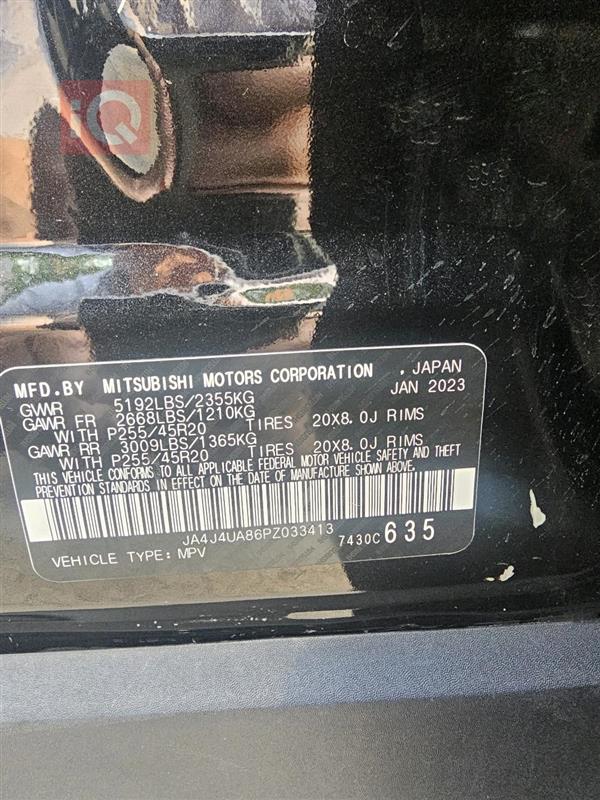 iQ
MFD.BY MITSUBISHI MOTORS CORPORATION , JAPAN
GVWR 5192LBS/2355KG JAN 2023
GAWR FR 2668LBS/1210KG TIRES 20X8.0J RIMS
WITH P255/45R20
GAWR RR 3009LBS/1365KG TIRES 20X8.0J RIMS
WITH P255/45R20
THIS VEHICLE CONFORMS TO ALL APPLICABLE FEDERAL MOTOR VEHICLE SAFETY AND THEFT
PREVENTION STANDARDS IN EFFECT ON THE DATE OF MANUFACTURE SHOWN ABOVE.
JA4J4UA86PZ033413 7430C 635
VEHICLE TYPE:MPV